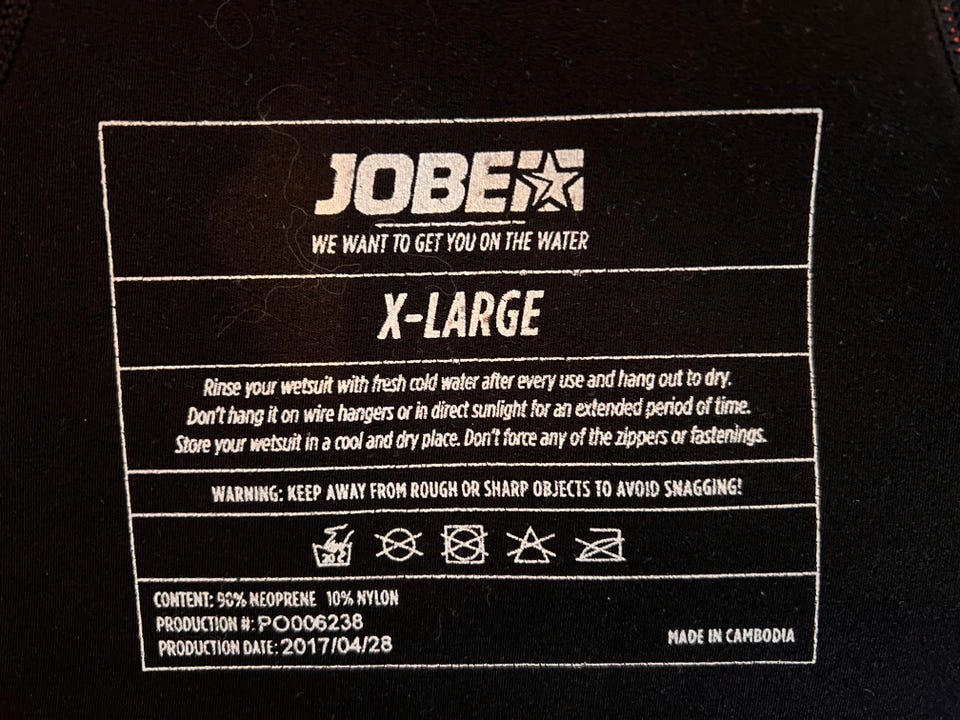 JOBE
WE WANT TO GET YOU ON THE WATER
X-LARGE
Rinse your wetsuit with fresh cold water after every use and hang out to dry.
Don't hang it on wire hangers or in direct sunlight for an extended period of time.
Store your wetsuit in a cool and dry place. Don't force any of the zippers or fastenings.
WARNING: KEEP AWAY FROM ROUGH OR SHARP OBJECTS TO AVOID SNAGGING!
CONTENT: 90% NEOPRENE 10% NYLON
PRODUCTION #: PO006238
PRODUCTION DATE: 2017/04/28
MADE IN CAMBODIA